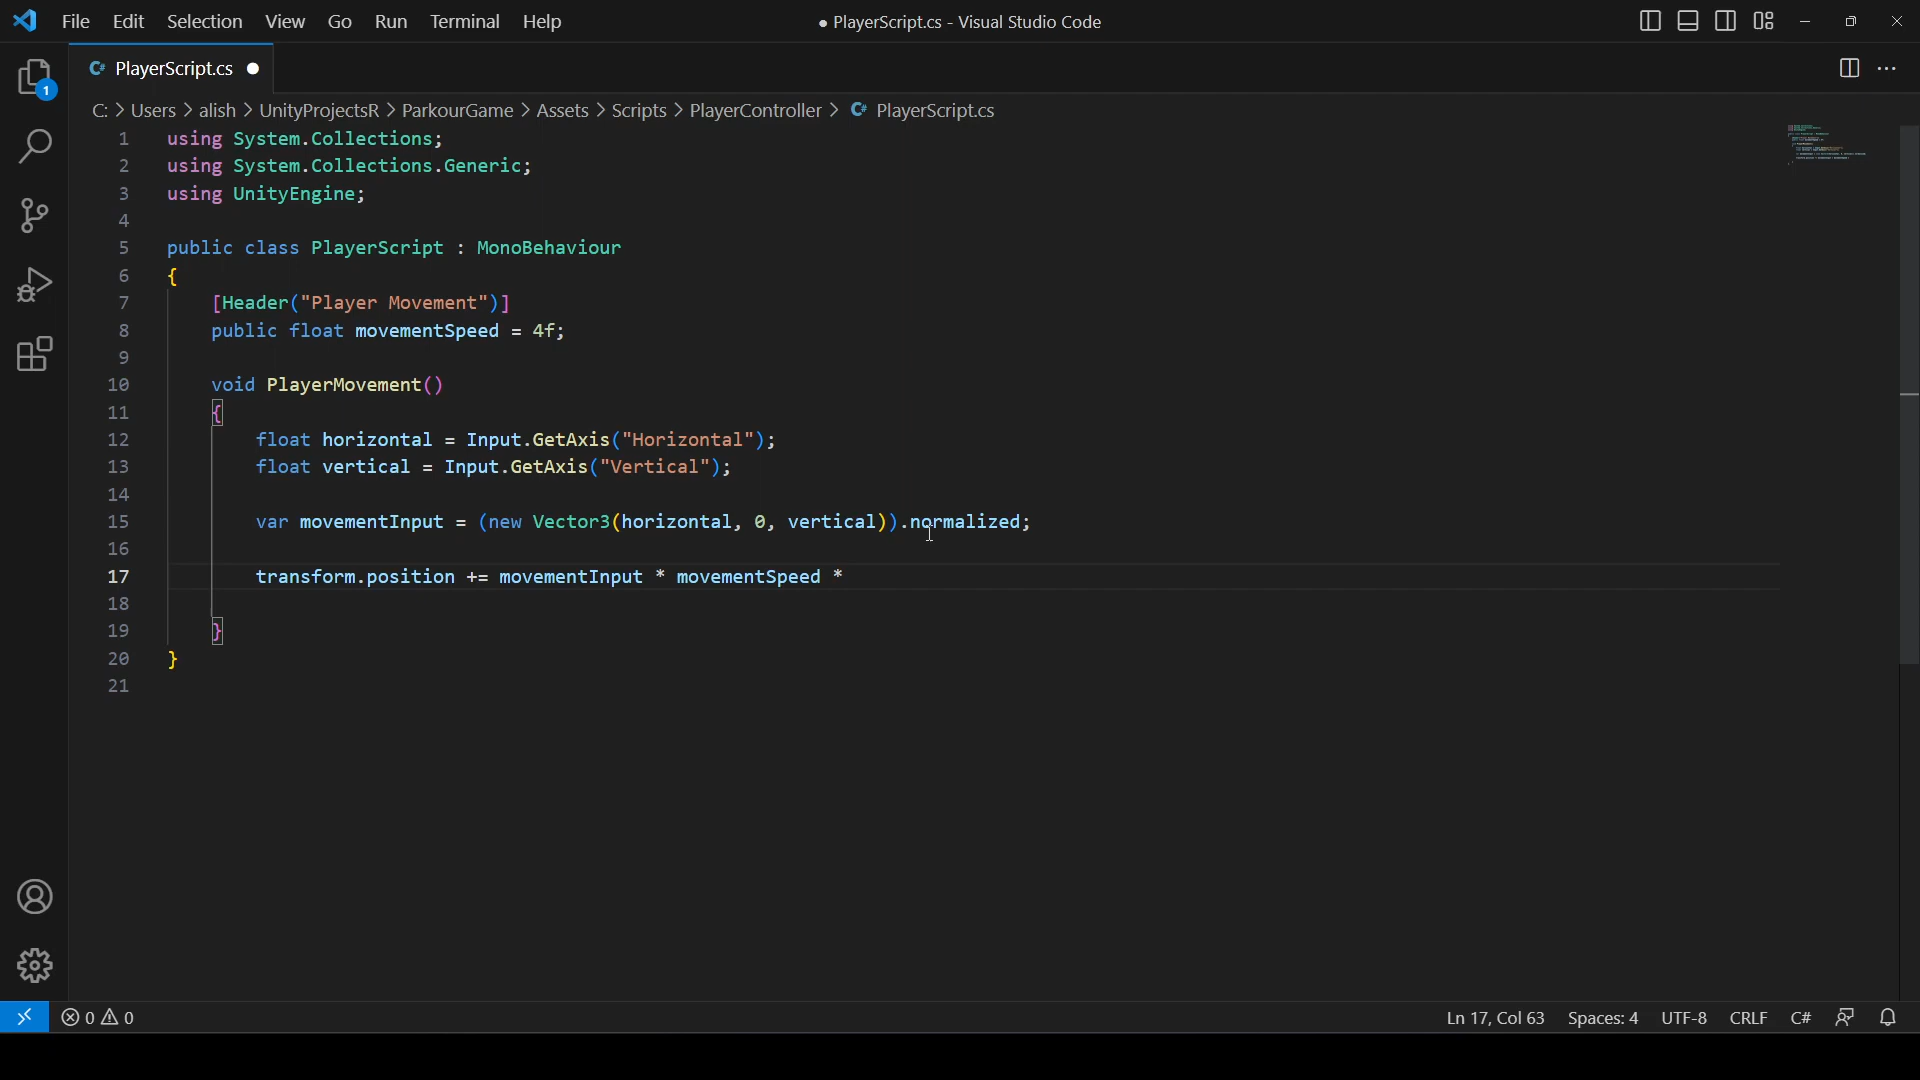 File Edit Selection View Go Run Terminal Help
● PlayerScript.cs - Visual Studio Code
C# PlayerScript.cs ●
1
C: > Users > alish > UnityProjectsR > ParkourGame > Assets > Scripts > PlayerController > C# PlayerScript.cs
1 using System.Collections;
2 using System.Collections.Generic;
3 using UnityEngine;
4
5 public class PlayerScript : MonoBehaviour
6 {
7 [Header("Player Movement")]
8 public float movementSpeed = 4f;
9
10 void PlayerMovement()
11 {
12 float horizontal = Input.GetAxis("Horizontal");
13 float vertical = Input.GetAxis("Vertical");
14
15 var movementInput = (new Vector3(horizontal, 0, vertical)).normalized;
16
17 transform.position += movementInput * movementSpeed *
18
19 }
20 }
21
0 0
Ln 17, Col 63 Spaces: 4 UTF-8 CRLF C#